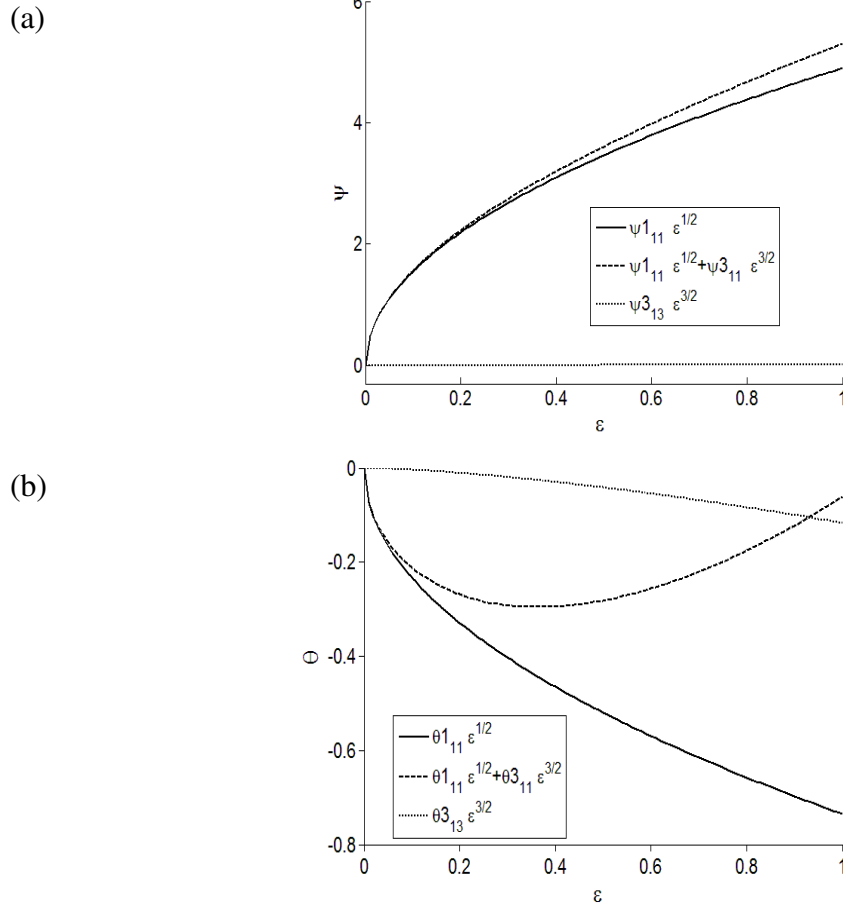 (a)
6
4
2
0
Ψ
ψ1₁₁ ε^{1/2}
ψ1₁₁ ε^{1/2}+ψ3₁₁ ε^{3/2}
ψ3₁₃ ε^{3/2}
0 0.2 0.4 0.6 0.8 1
ε
(b)
0
-0.2
-0.4
-0.6
-0.8
Θ
θ1₁₁ ε^{1/2}
θ1₁₁ ε^{1/2}+θ3₁₁ ε^{3/2}
θ3₁₃ ε^{3/2}
0 0.2 0.4 0.6 0.8 1
ε